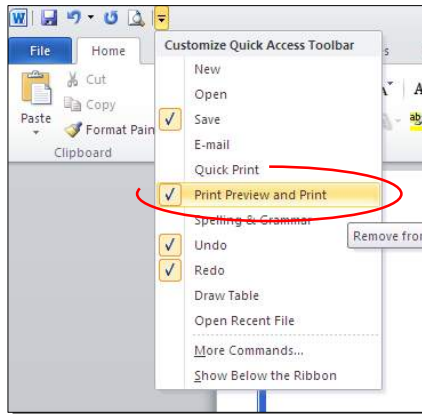 W
File
Home
Customize Quick Access Toolbar
s
Cut
Copy
Format Pain
Paste
Clipboard
A
ab
New
Open
Save
E-mail
Quick Print
Print Preview and Print
Spelling & Grammar
Remove from
Undo
Redo
Draw Table
Open Recent File
More Commands...
Show Below the Ribbon